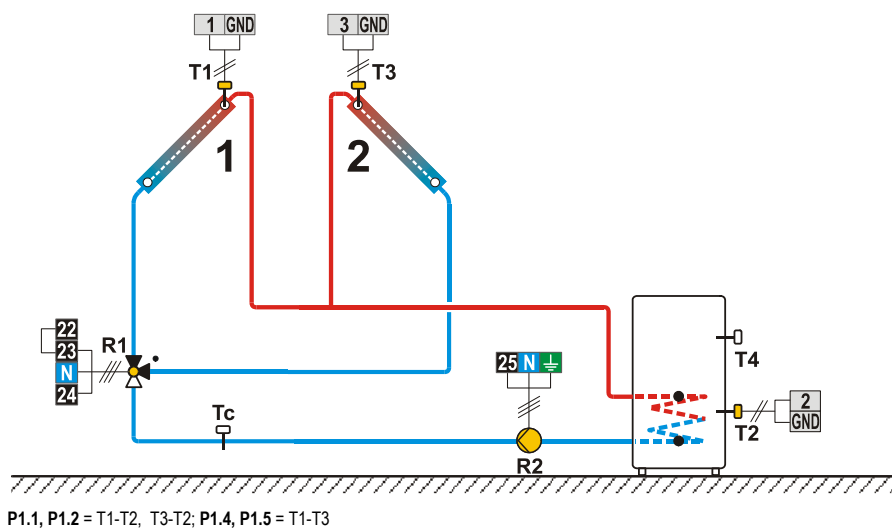 1 GND
3 GND
T1
T3
1
2
22
23
N
24
R1
25 N
T4
Tc
R2
T2
2
GND
P1.1, P1.2 = T1-T2, T3-T2; P1.4, P1.5 = T1-T3